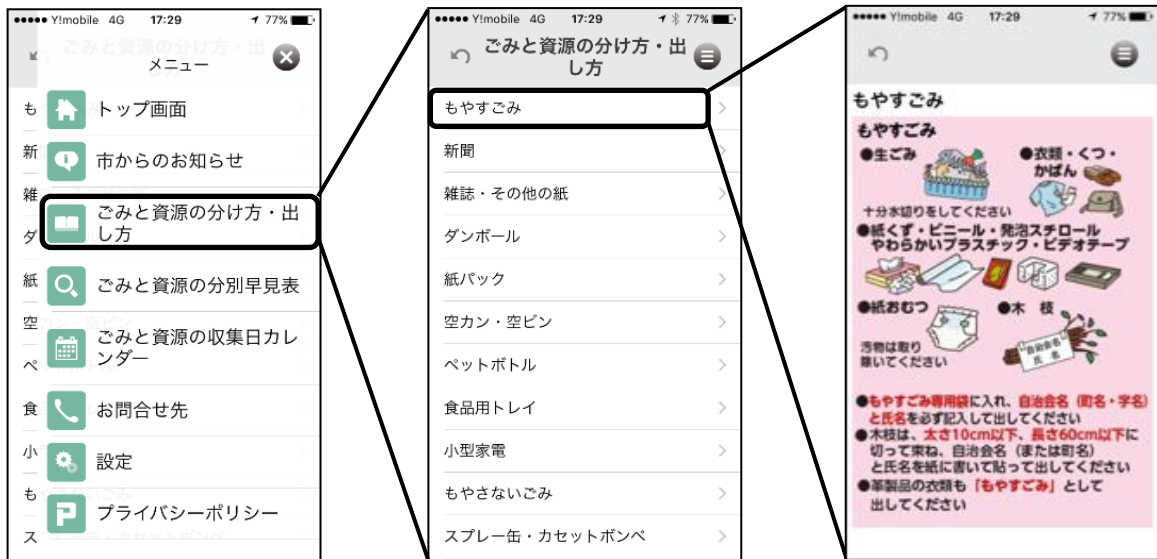 Y!mobile 4G 17:29 77%
メニュー
トップ画面
市からのお知らせ
ごみと資源の分け方・出
し方
ごみと資源の分別早見表
ごみと資源の収集日カレ
ンダー
お問合せ先
設定
プライバシーポリシー
も
新
雑
ダ
紙
空
ペ
食
小
も
ス
Y!mobile 4G 17:29 77%
ごみと資源の分け方・出
し方
もやすごみ
新聞
雑誌・その他の紙
ダンボール
紙パック
空カン・空ビン
ペットボトル
食品用トレイ
小型家電
もやさないごみ
スプレー缶・カセットボンベ
Y!mobile 4G 17:29 77%
もやすごみ
もやすごみ
●生ごみ
十分水切りをしてください
●衣類・くつ・
かばん
●紙くず・ビニール・発泡スチロール
やわらかいプラスチック・ビデオテープ
●紙おむつ
汚物は取り
除いてください
●木 枝
自治会名
氏 名
●もやすごみ専用袋に入れ、自治会名(町名・字名)
と氏名を必ず記入して出してください
●木枝は、太さ10cm以下、長さ60cm以下に
切って束ね、自治会名(または町名)
と氏名を紙に書いて貼って出してください
●革製品の衣類も「もやすごみ」として
出してください